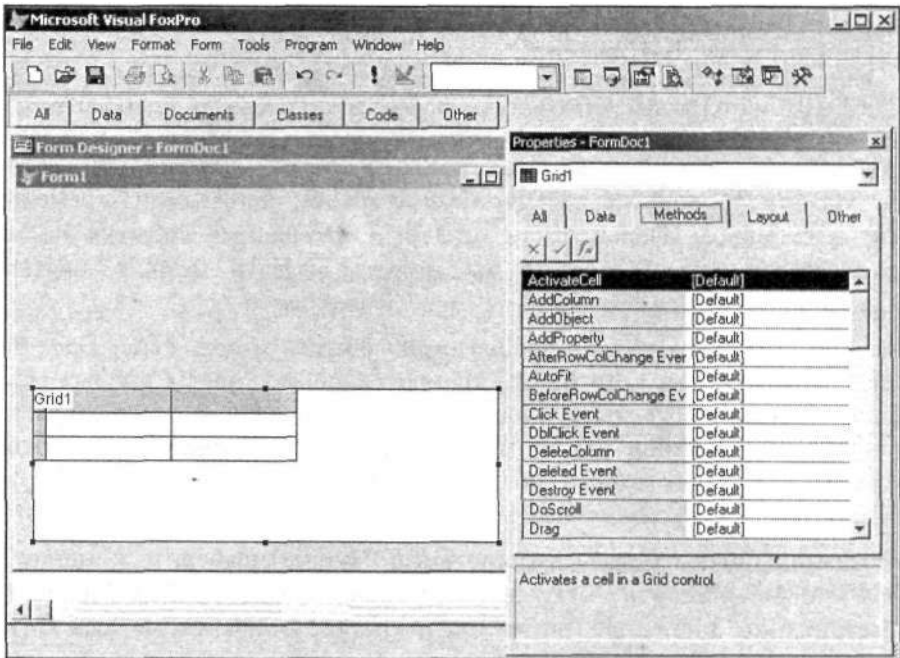 Microsoft Visual FoxPro
File Edit View Format Form Tools Program Window Help
All Data Documents Classes Code Other
Form Designer - FormDoc1
Form1
Grid1
Properties - FormDoc1
Grid1
All Data Methods Layout Other
ActivateCell [Default]
AddColumn [Default]
AddObject [Default]
AddProperty [Default]
AfterRowColChange Ever [Default]
AutoFit [Default]
BeforeRowColChange Ev [Default]
Click Event [Default]
DblClick Event [Default]
DeleteColumn [Default]
Deleted Event [Default]
Destroy Event [Default]
DoScroll [Default]
Drag [Default]
Activates a cell in a Grid control.